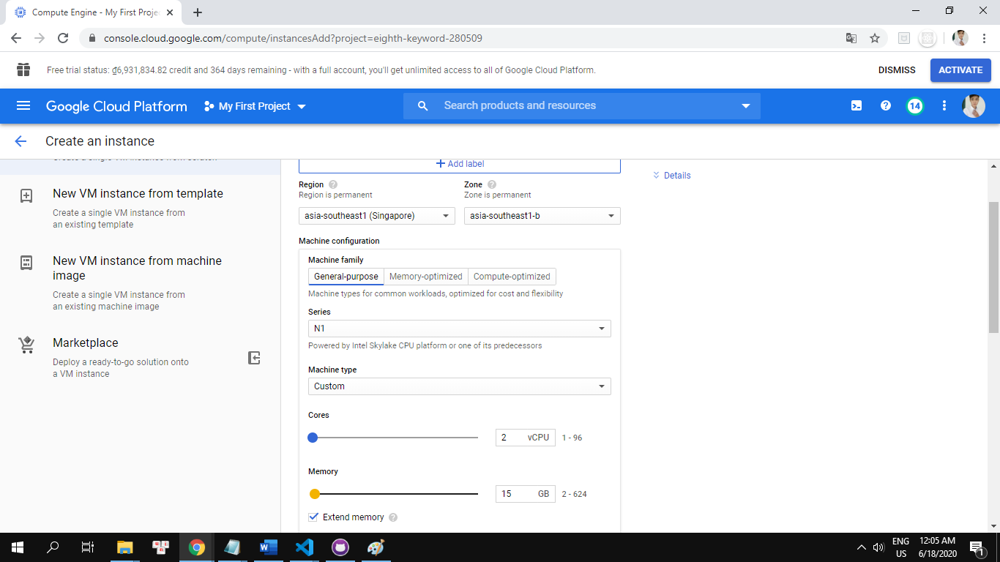 Compute Engine - My First Proje
console.cloud.google.com/compute/instancesAdd?project=eighth-keyword-280509
Free trial status: ₫6,931,834.82 credit and 364 days remaining - with a full account, you'll get unlimited access to all of Google Cloud Platform.
DISMISS
ACTIVATE
Google Cloud Platform
My First Project
Search products and resources
14
Create an instance
Create a single VM instance from scratch
New VM instance from template
Create a single VM instance from
an existing template
New VM instance from machine
image
Create a single VM instance from
an existing machine image
Marketplace
Deploy a ready-to-go solution onto
a VM instance
Add label
Region
Region is permanent
Zone
Zone is permanent
asia-southeast1 (Singapore)
asia-southeast1-b
Machine configuration
Machine family
General-purpose
Memory-optimized
Compute-optimized
Machine types for common workloads, optimized for cost and flexibility
Series
N1
Powered by Intel Skylake CPU platform or one of its predecessors
Machine type
Custom
Cores
2 vCPU 1 - 96
Memory
15 GB 2 - 624
Extend memory
Details
ENG
US
12:05 AM
6/18/2020
1